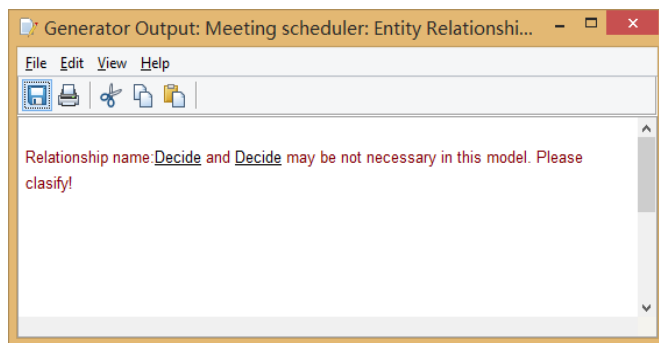 Generator Output: Meeting scheduler: Entity Relationshi...
File Edit View Help
Relationship name:Decide and Decide may be not necessary in this model. Please
clasify!